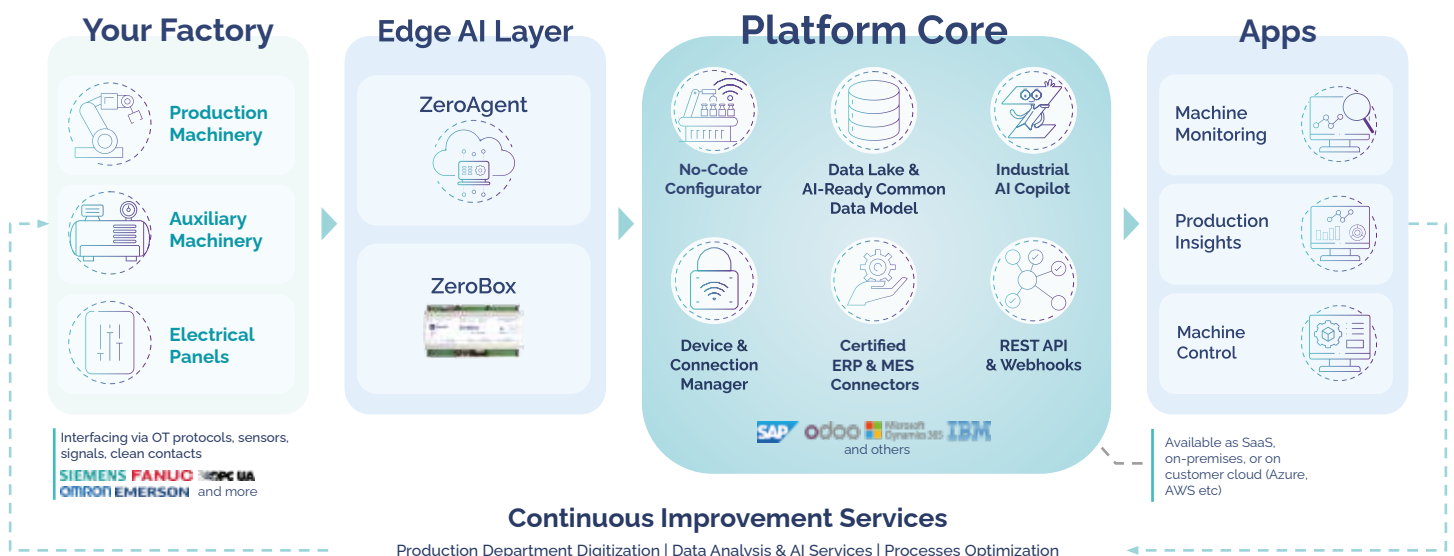 Your Factory
Production
Machinery
Auxiliary
Machinery
Electrical
Panels
Interfacing via OT protocols, sensors,
signals, clean contacts
SIEMENS FANUC OPC UA
OMRON EMERSON and more
Edge AI Layer
ZeroAgent
ZeroBox
Platform Core
No-Code
Configurator
Data Lake &
AI-Ready Common
Data Model
Industrial
AI Copilot
Device &
Connection
Manager
Certified
ERP & MES
Connectors
REST API
& Webhooks
SAP odoo Microsoft
Dynamics 365 IBM
and others
Apps
Machine
Monitoring
Production
Insights
Machine
Control
Available as SaaS,
on-premises, or on
customer cloud (Azure,
AWS etc)
Continuous Improvement Services
Production Department Digitization | Data Analysis & AI Services | Processes Optimization